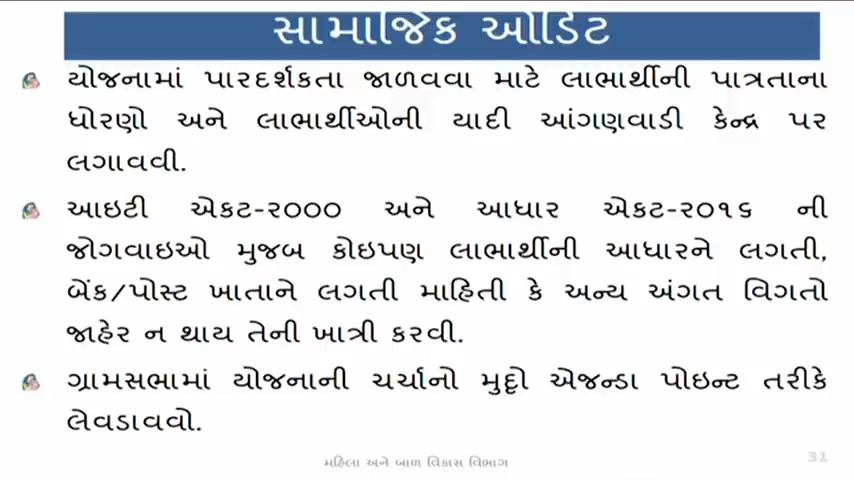 સામાજિક ઓડિટ
યોજનામાં પારદર્શકતા જાળવવા માટે લાભાર્થીની પાત્રતાના
ધોરણો અને લાભાર્થીઓની યાદી આંગણવાડી કેન્દ્ર પર
લગાવવી.
આઇટી એકટ-૨૦૦૦ અને આધાર એકટ-૨૦૧૬ ની
જોગવાઇઓ મુજબ કોઇપણ લાભાર્થીની આધારને લગતી,
બેંક/પોસ્ટ ખાતાને લગતી માહિતી કે અન્ય અંગત વિગતો
જાહેર ન થાય તેની ખાત્રી કરવી.
ગ્રામસભામાં યોજનાની ચર્ચાનો મુદ્દો એજન્ડા પોઇન્ટ તરીકે
લેવડાવવો.
મહિલા અને બાળ વિકાસ વિભાગ
31